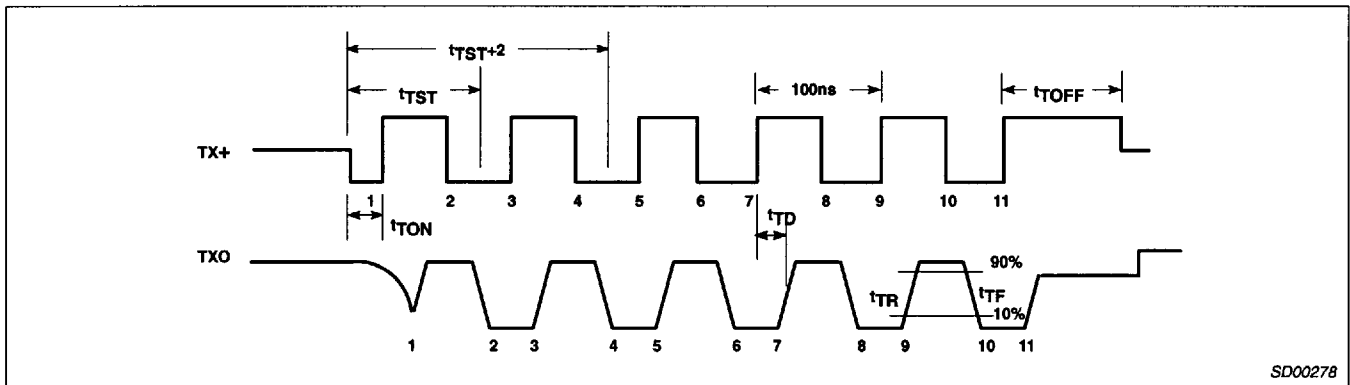 tTST+2
tTST
100ns
tTOFF
TX+
1 2 3 4 5 6 7 8 9 10 11
tTON
tTD
TXO
90%
tTR
tTF
10%
1 2 3 4 5 6 7 8 9 10 11
SD00278